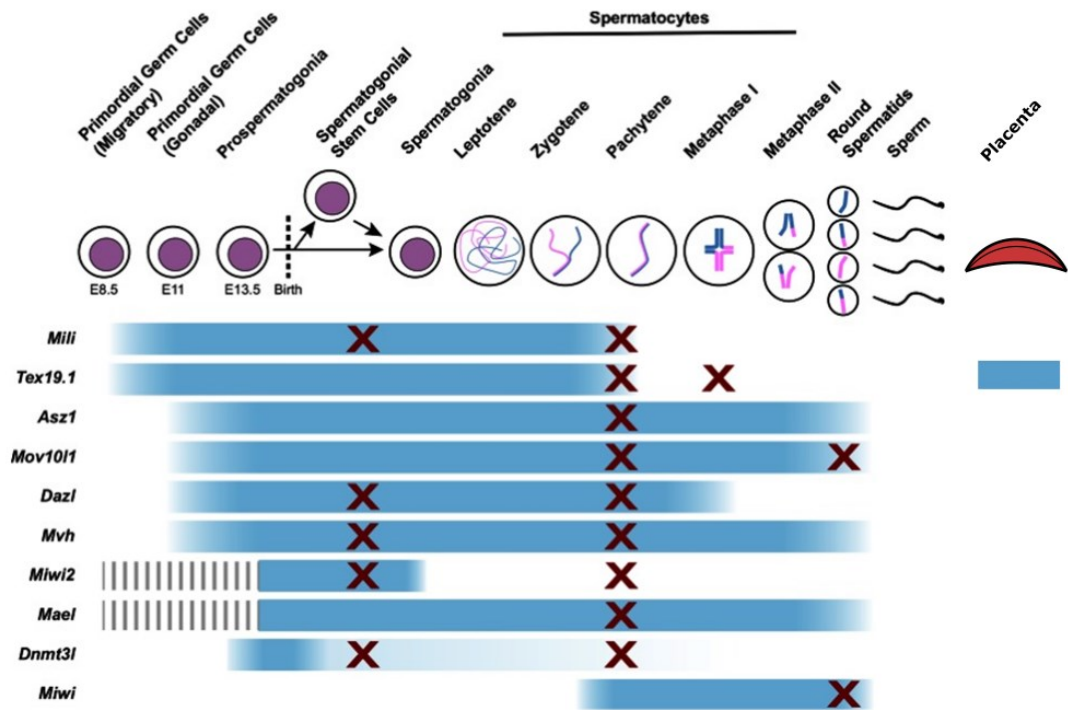 Spermatocytes
Primordial Germ Cells
(Migratory)
Primordial Germ Cells
(Gonadal)
Prospermatogonia
Spermatogonial
Stem Cells
Spermatogonia
Leptotene
Zygotene
Pachytene
Metaphase I
Metaphase II
Round
Spermatids
Sperm
Placenta
E8.5
E11
E13.5
Birth
Mili
Tex19.1
Asz1
Mov10l1
Dazl
Mvh
Miwi2
Mael
Dnmt3l
Miwi